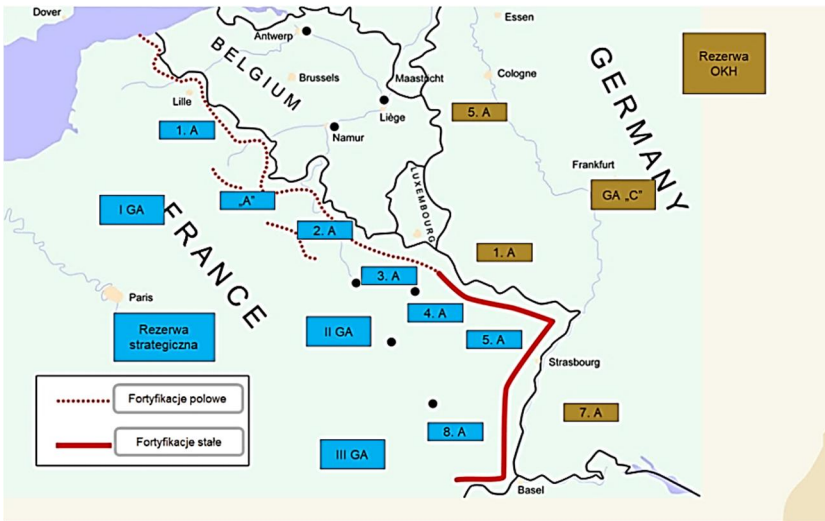 Dover
Essen
Antwerp
BELGIUM
GERMANY
Rezerwa
OKH
Brussels
Maastocht
Cologne
Lille
Liège
5. A
1. A
Namur
Frankfurt
LUXEMBOURG
„A”
GA „C”
I GA
FRANCE
2. A
1. A
3. A
Paris
4. A
Rezerwa
strategiczna
II GA
5. A
Strasbourg
Fortyfikacje polowe
7. A
8. A
Fortyfikacje stałe
III GA
Basel